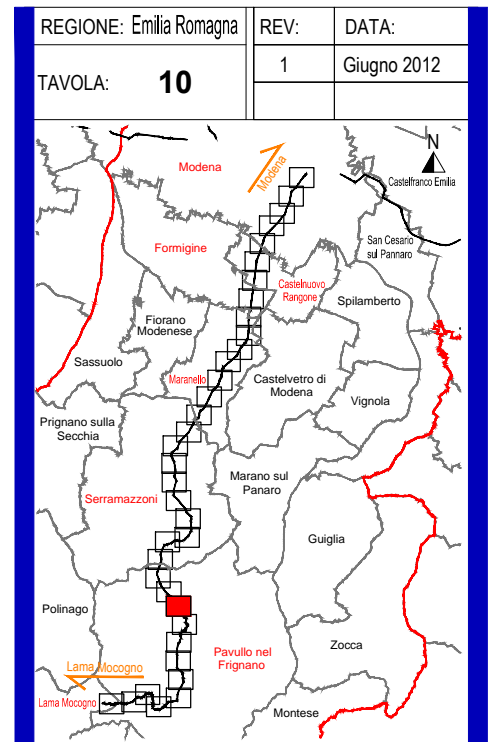 REGIONE: Emilia Romagna
REV:
DATA:
TAVOLA: 10
1
Giugno 2012
N
Modena
Modena
Castelfranco Emilia
Formigine
San Cesario
sul Pannaro
Castelnuovo
Rangone
Spilamberto
Fiorano
Modenese
Sassuolo
Maranello
Castelvetro di
Modena
Vignola
Prignano sulla
Secchia
Marano sul
Panaro
Serramazzoni
Guiglia
Polinago
Pavullo nel
Frignano
Zocca
Lama Mocogno
Lama Mocogno
Montese